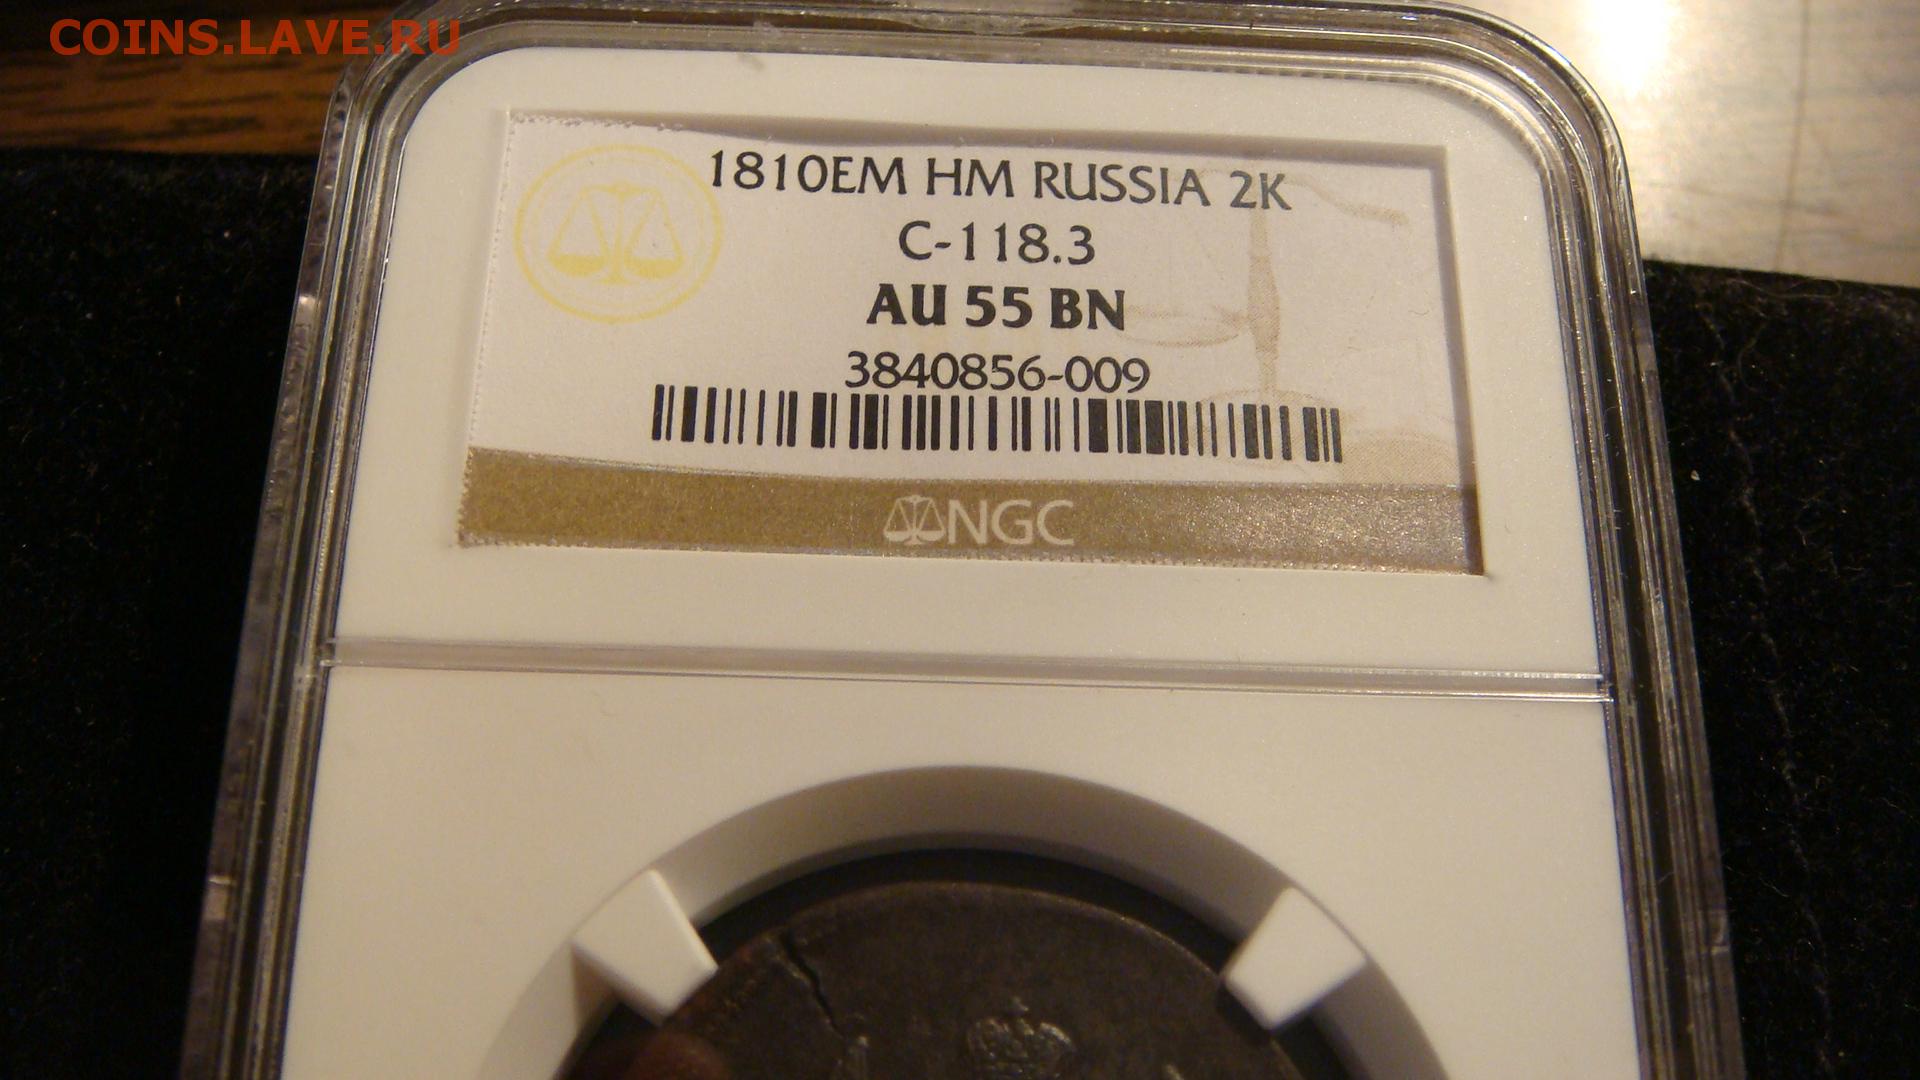 COINS.LAVE.RU
1810EM HM RUSSIA 2K
C-118.3
AU 55 BN
3840856-009
NGC